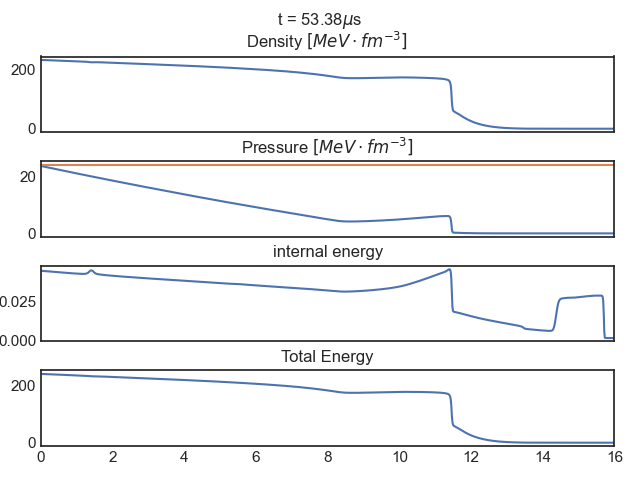 t = 53.38μs
Density [MeV · fm⁻³]
200
0
Pressure [MeV · fm⁻³]
20
0
internal energy
0.025
0.000
Total Energy
200
0
0 2 4 6 8 10 12 14 16